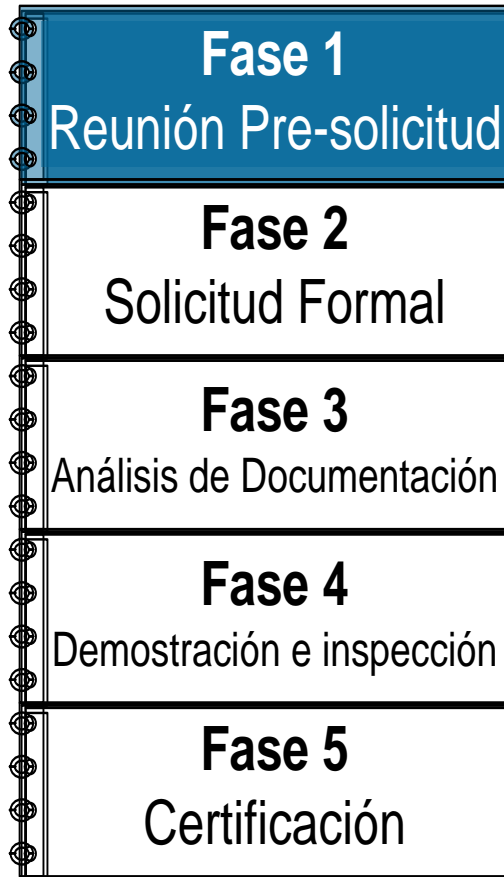 Fase 1
Reunión Pre-solicitud
Fase 2
Solicitud Formal
Fase 3
Análisis de Documentación
Fase 4
Demostración e inspección
Fase 5
Certificación